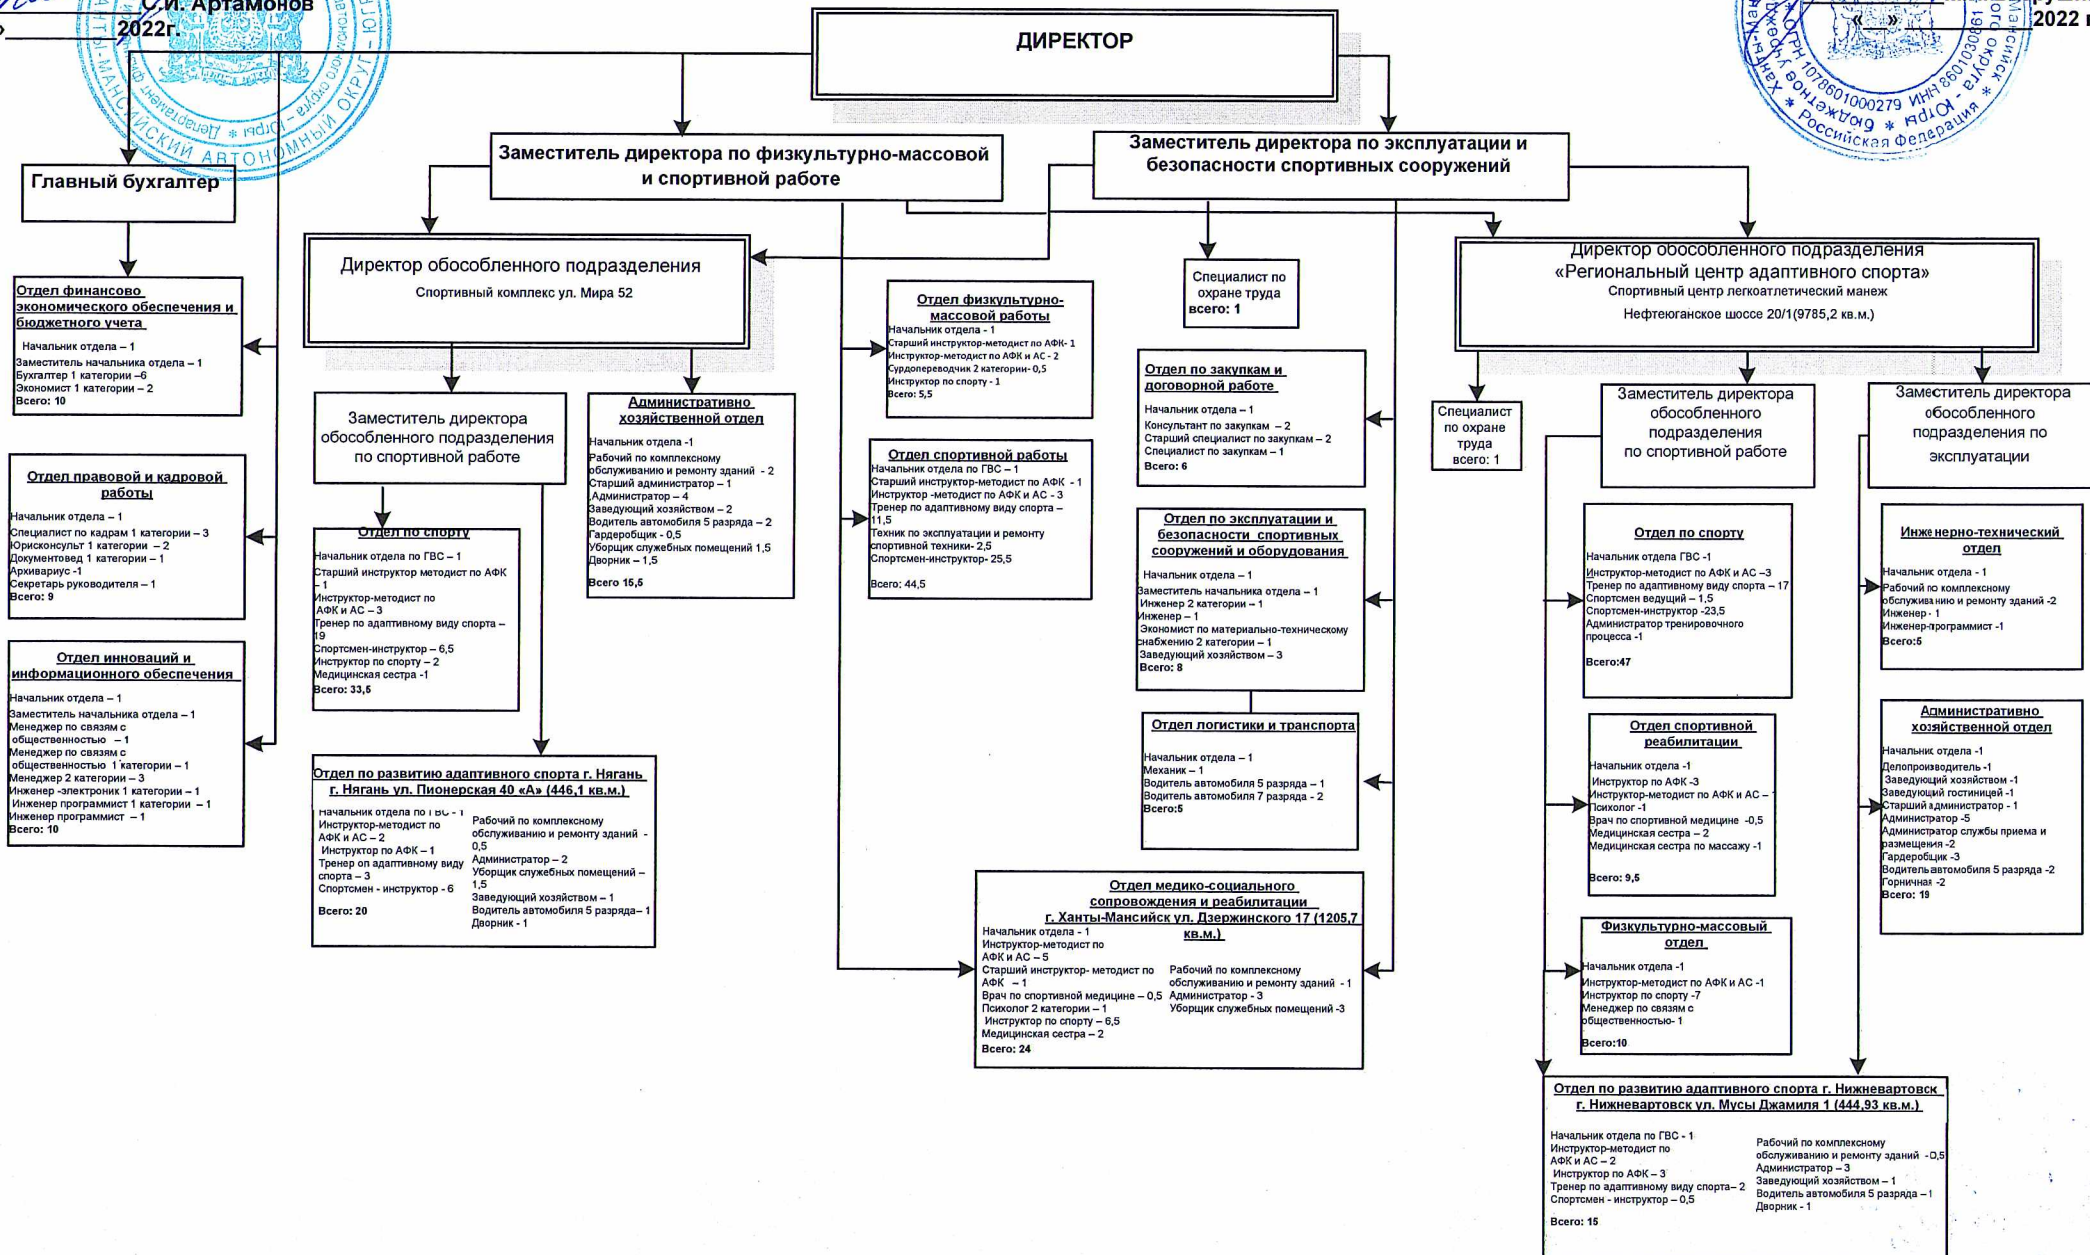 С.И. Артамонов
2022г.
2022 г
« »
ХАНТЫ-МАНСИЙСКИЙ АВТОНОМНЫЙ ОКРУГ - ЮГРА
Департамент
округа – Югры *
Российская Федерация *
ОГРН 1078601000279 ИНН 8601030861
ДИРЕКТОР
Главный бухгалтер
Заместитель директора по физкультурно-массовой
и спортивной работе
Заместитель директора по эксплуатации и
безопасности спортивных сооружений
Отдел финансово
экономического обеспечения и
бюджетного учета
Начальник отдела – 1
Заместитель начальника отдела – 1
Бухгалтер 1 категории –6
Экономист 1 категории – 2
Всего: 10
Отдел правовой и кадровой
работы
Начальник отдела – 1
Специалист по кадрам 1 категории – 3
Юрисконсульт 1 категории – 2
Документовед 1 категории – 1
Архивариус -1
Секретарь руководителя – 1
Всего: 9
Отдел инноваций и
информационного обеспечения
Начальник отдела – 1
Заместитель начальника отдела – 1
Менеджер по связям с
общественностью – 1
Менеджер по связям с
общественностью 1 категории – 1
Менеджер 2 категории – 3
Инженер -электроник 1 категории – 1
Инженер программист 1 категории – 1
Инженер программист – 1
Всего: 10
Директор обособленного подразделения
Спортивный комплекс ул. Мира 52
Заместитель директора
обособленного подразделения
по спортивной работе
Административно
хозяйственной отдел
Начальник отдела -1
Рабочий по комплексному
обслуживанию и ремонту зданий - 2
Старший администратор – 1
Администратор – 4
Заведующий хозяйством – 2
Водитель автомобиля 5 разряда – 2
Гардеробщик - 0,5
Уборщик служебных помещений 1,5
Дворник – 1,5
Всего 15,5
Отдел по спорту
Начальник отдела по ГВС – 1
Старший инструктор методист по АФК
- 1
Инструктор-методист по
АФК и АС – 3
Тренер по адаптивному виду спорта –
19
Спортсмен-инструктор – 6,5
Инструктор по спорту – 2
Медицинская сестра -1
Всего: 33,5
Отдел по развитию адаптивного спорта г. Нягань
г. Нягань ул. Пионерская 40 «А» (446,1 кв.м.)
Начальник отдела по ГВС - 1
Инструктор-методист по
АФК и АС – 2
Инструктор по АФК – 1
Тренер оп адаптивному виду
спорта – 3
Спортсмен - инструктор - 6
Всего: 20
Рабочий по комплексному
обслуживанию и ремонту зданий -
0,5
Администратор – 2
Уборщик служебных помещений –
1,5
Заведующий хозяйством – 1
Водитель автомобиля 5 разряда– 1
Дворник - 1
Отдел физкультурно-
массовой работы
Начальник отдела - 1
Старший инструктор-методист по АФК- 1
Инструктор-методист по АФК и АС - 2
Сурдопереводчик 2 категории- 0,5
Инструктор по спорту - 1
Всего: 5,5
Отдел спортивной работы
Начальник отдела по ГВС – 1
Старший инструктор-методист по АФК - 1
Инструктор -методист по АФК и АС - 3
Тренер по адаптивному виду спорта –
11,5
Техник по эксплуатации и ремонту
спортивной техники- 2,5
Спортсмен-инструктор- 25,5
Всего: 44,5
Специалист по
охране труда
всего: 1
Отдел по закупкам и
договорной работе
Начальник отдела – 1
Консультант по закупкам – 2
Старший специалист по закупкам – 2
Специалист по закупкам – 1
Всего: 6
Отдел по эксплуатации и
безопасности спортивных
сооружений и оборудования
Начальник отдела – 1
Заместитель начальника отдела – 1
Инженер 2 категории – 1
Инженер – 1
Экономист по материально-техническому
снабжению 2 категории – 1
Заведующий хозяйством – 3
Всего: 8
Отдел логистики и транспорта
Начальник отдела – 1
Механик – 1
Водитель автомобиля 5 разряда – 1
Водитель автомобиля 7 разряда - 2
Всего:5
Отдел медико-социального
сопровождения и реабилитации
г. Ханты-Мансийск ул. Дзержинского 17 (1205,7
кв.м.)
Начальник отдела - 1
Инструктор-методист по
АФК и АС – 5
Старший инструктор- методист по
АФК – 1
Врач по спортивной медицине – 0,5
Психолог 2 категории – 1
Инструктор по спорту – 6,5
Медицинская сестра – 2
Всего: 24
Рабочий по комплексному
обслуживанию и ремонту зданий - 1
Администратор - 3
Уборщик служебных помещений -3
Директор обособленного подразделения
«Региональный центр адаптивного спорта»
Спортивный центр легкоатлетический манеж
Нефтеюганское шоссе 20/1(9785,2 кв.м.)
Специалист
по охране
труда
всего: 1
Заместитель директора
обособленного
подразделения
по спортивной работе
Заместитель директора
обособленного
подразделения по
эксплуатации
Отдел по спорту
Начальник отдела ГВС -1
Инструктор-методист по АФК и АС –3
Тренер по адаптивному виду спорта – 17
Спортсмен ведущий – 1,5
Спортсмен-инструктор -23,5
Администратор тренировочного
процесса -1
Всего:47
Отдел спортивной
реабилитации
Начальник отдела -1
Инструктор по АФК -3
Инструктор-методист по АФК и АС –
Психолог -1
Врач по спортивной медицине -0,5
Медицинская сестра – 2
Медицинская сестра по массажу -1
Всего: 9,5
Физкультурно-массовый
отдел
Начальник отдела -1
Инструктор-методист по АФК и АС -1
Инструктор по спорту -7
Менеджер по связям с
общественностью- 1
Всего:10
Инженерно-технический
отдел
Начальник отдела - 1
Рабочий по комплексному
обслуживанию и ремонту зданий -2
Инженер - 1
Инженер-программист -1
Всего:5
Административно
хозяйственной отдел
Начальник отдела -1
Делопроизводитель -1
Заведующий хозяйством -1
Заведующий гостиницей -1
Старший администратор - 1
Администратор -5
Администратор службы приема и
размещения -2
Гардеробщик -3
Водитель автомобиля 5 разряда -2
Горничная -2
Всего: 19
Отдел по развитию адаптивного спорта г. Нижневартовск
г. Нижневартовск ул. Мусы Джамиля 1 (444,93 кв.м.)
Начальник отдела по ГВС - 1
Инструктор-методист по
АФК и АС – 2
Инструктор по АФК – 3
Тренер по адаптивному виду спорта– 2
Спортсмен - инструктор – 0,5
Всего: 15
Рабочий по комплексному
обслуживанию и ремонту зданий -0,5
Администратор – 3
Заведующий хозяйством – 1
Водитель автомобиля 5 разряда – 1
Дворник - 1